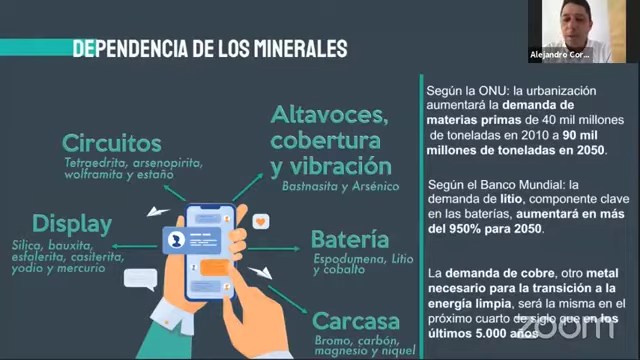 DEPENDENCIA DE LOS MINERALES
Alejandro Cor...
Circuitos
Tetraedrita, arsenopirita,
wolframita y estaño
Altavoces,
cobertura
y vibración
Bastnasita y Arsénico
Display
Silica, bauxita,
esfalerita, casiterita,
yodio y mercurio
Batería
Espodumena, Litio
y cobalto
Carcasa
Bromo, carbón,
magnesio y niquel
Según la ONU: la urbanización
aumentará la demanda de
materias primas de 40 mil millones
de toneladas en 2010 a 90 mil
millones de toneladas en 2050.
Según el Banco Mundial: la
demanda de litio, componente clave
en las baterías, aumentará en más
del 950% para 2050.
La demanda de cobre, otro metal
necesario para la transición a la
energía limpia, será la misma en el
próximo cuarto de siglo que en los
últimos 5.000 años
zoom